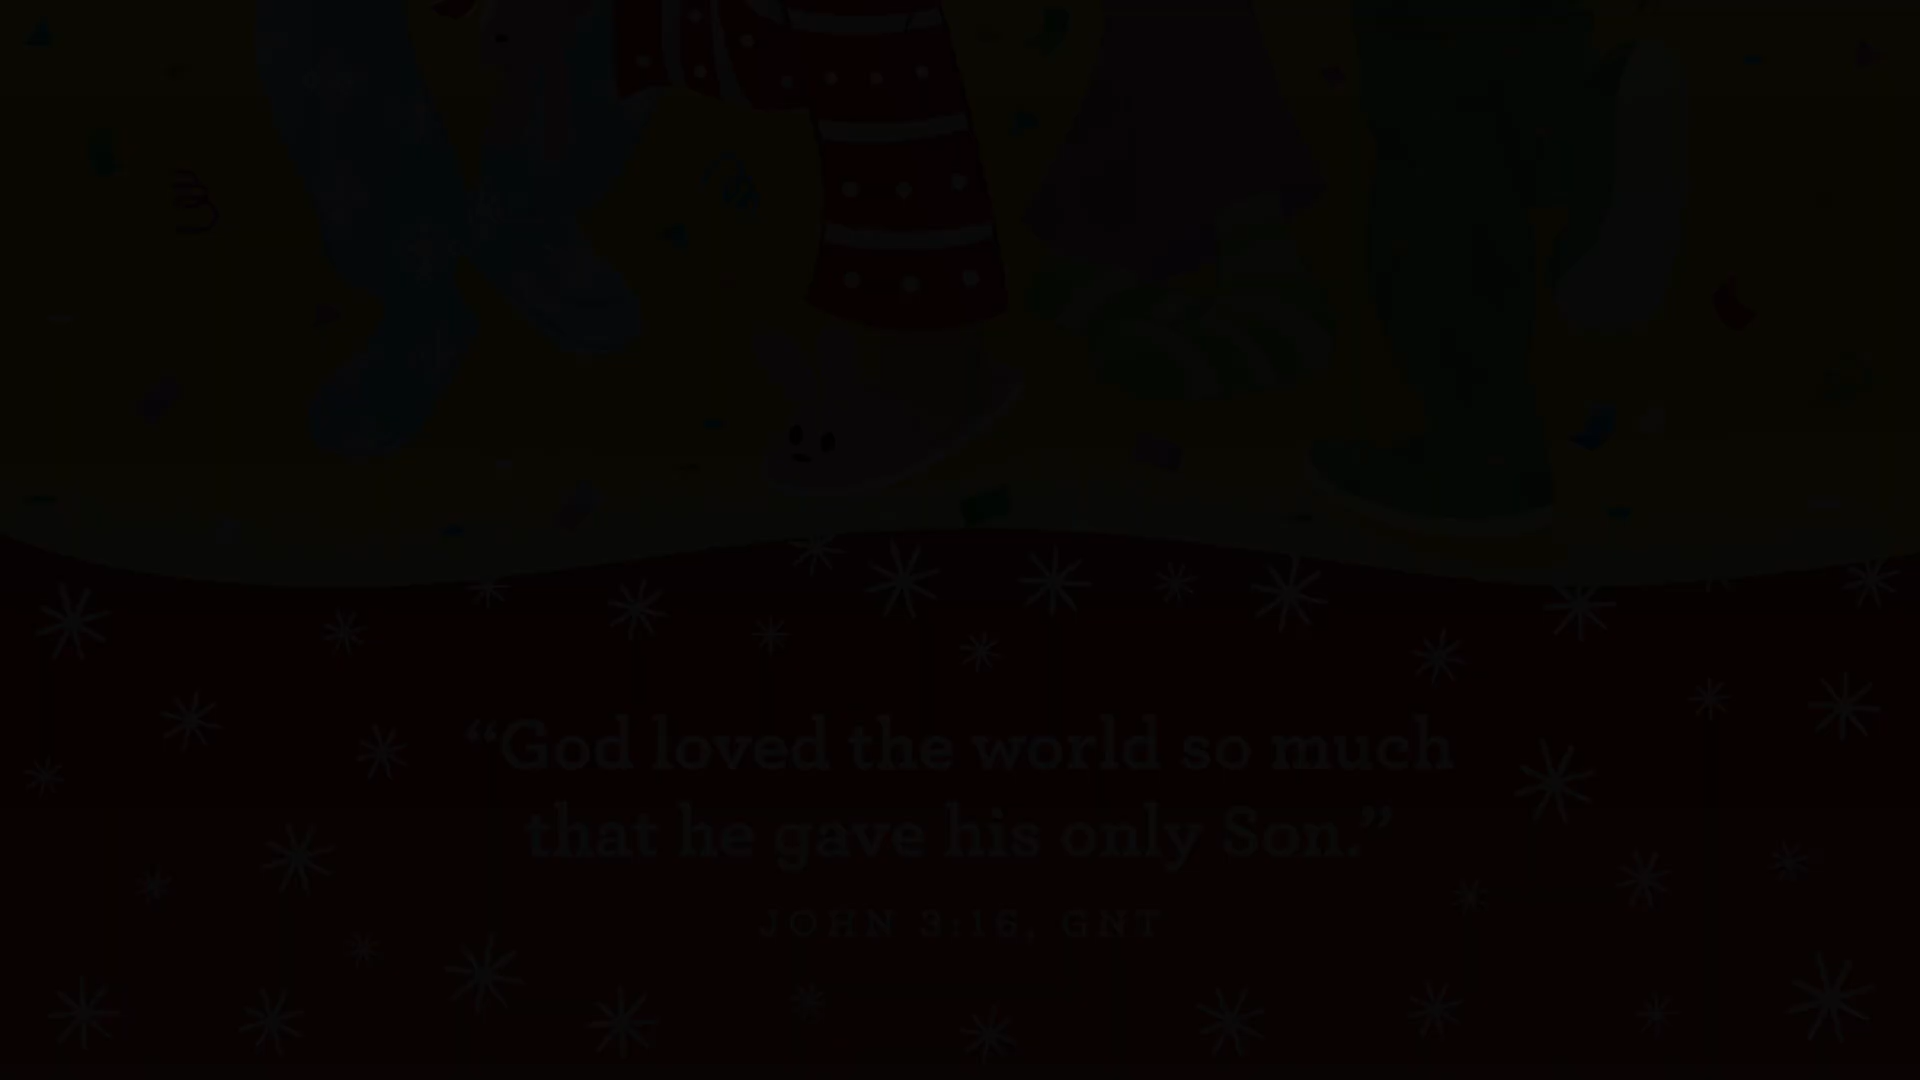 “God loved the world so much
that he gave his only Son.”
JOHN 3:16, GNT